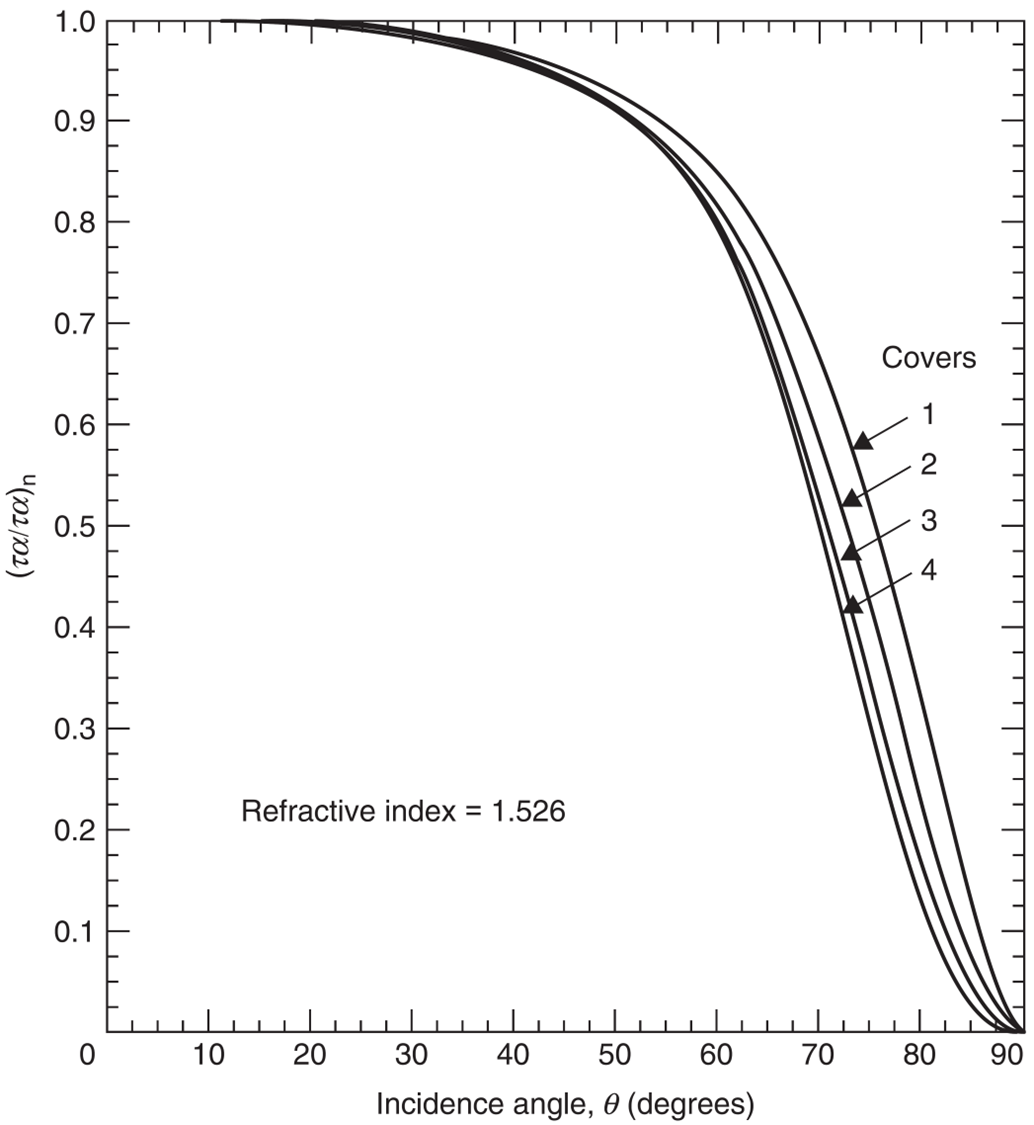 1.0
0.9
0.8
0.7
0.6
0.5
0.4
0.3
0.2
0.1
(τα/τα)n
Covers
1
2
3
4
Refractive index = 1.526
0 10 20 30 40 50 60 70 80 90
Incidence angle, θ (degrees)